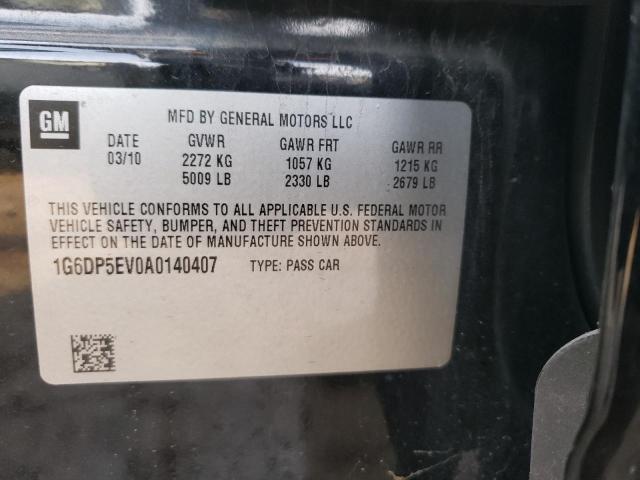 GM
MFD BY GENERAL MOTORS LLC
DATE GVWR GAWR FRT GAWR RR
03/10 2272 KG 1057 KG 1215 KG
5009 LB 2330 LB 2679 LB
THIS VEHICLE CONFORMS TO ALL APPLICABLE U.S. FEDERAL MOTOR
VEHICLE SAFETY, BUMPER, AND THEFT PREVENTION STANDARDS IN
EFFECT ON THE DATE OF MANUFACTURE SHOWN ABOVE.
1G6DP5EV0A0140407 TYPE: PASS CAR